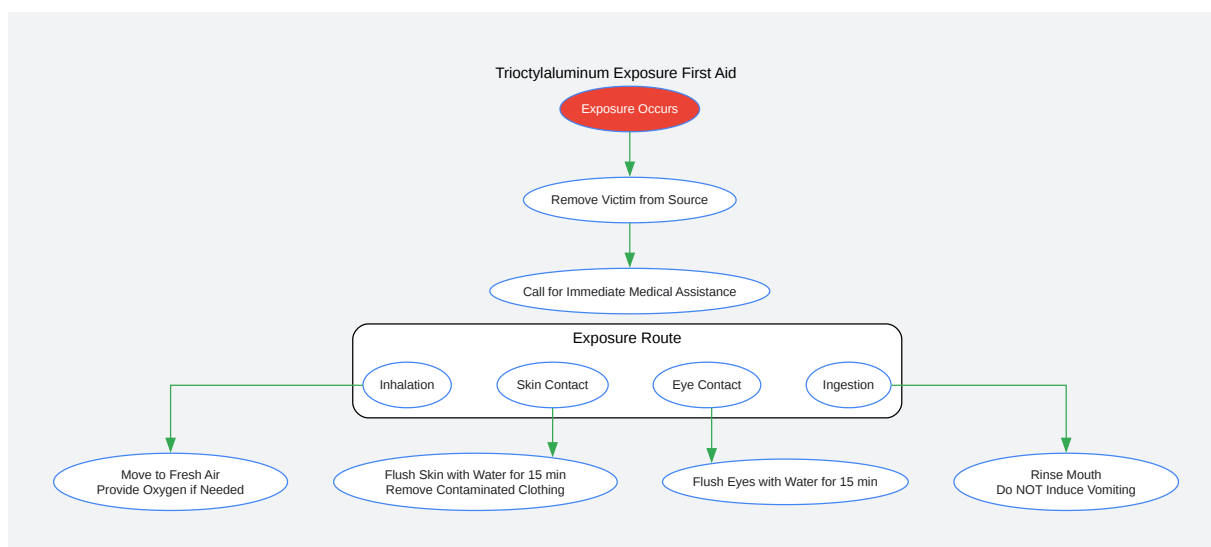 Trioctylaluminum Exposure First Aid
Exposure Occurs
Remove Victim from Source
Call for Immediate Medical Assistance
Exposure Route
Inhalation
Skin Contact
Eye Contact
Ingestion
Move to Fresh Air
Provide Oxygen if Needed
Flush Skin with Water for 15 min
Remove Contaminated Clothing
Flush Eyes with Water for 15 min
Rinse Mouth
Do NOT Induce Vomiting